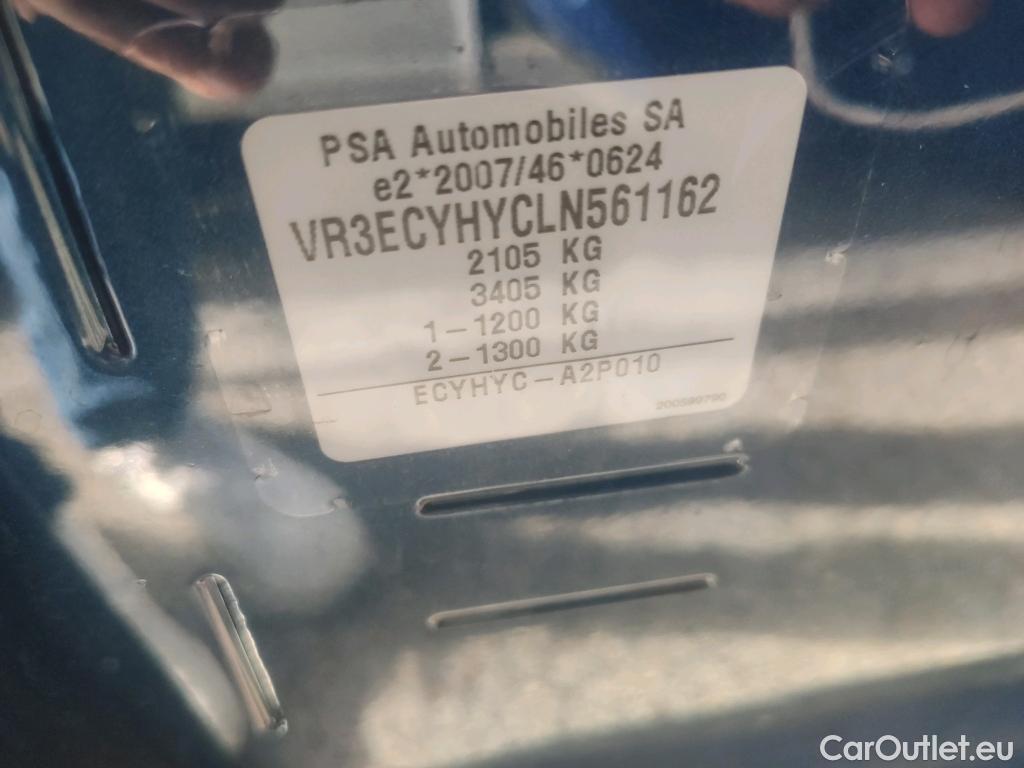 PSA Automobiles SA
e2*2007/46*0624
VR3ECYHYCLN561162
2105 KG
3405 KG
1-1200 KG
2-1300 KG
ECYHYC-A2P010
200599790
CarOutlet.eu